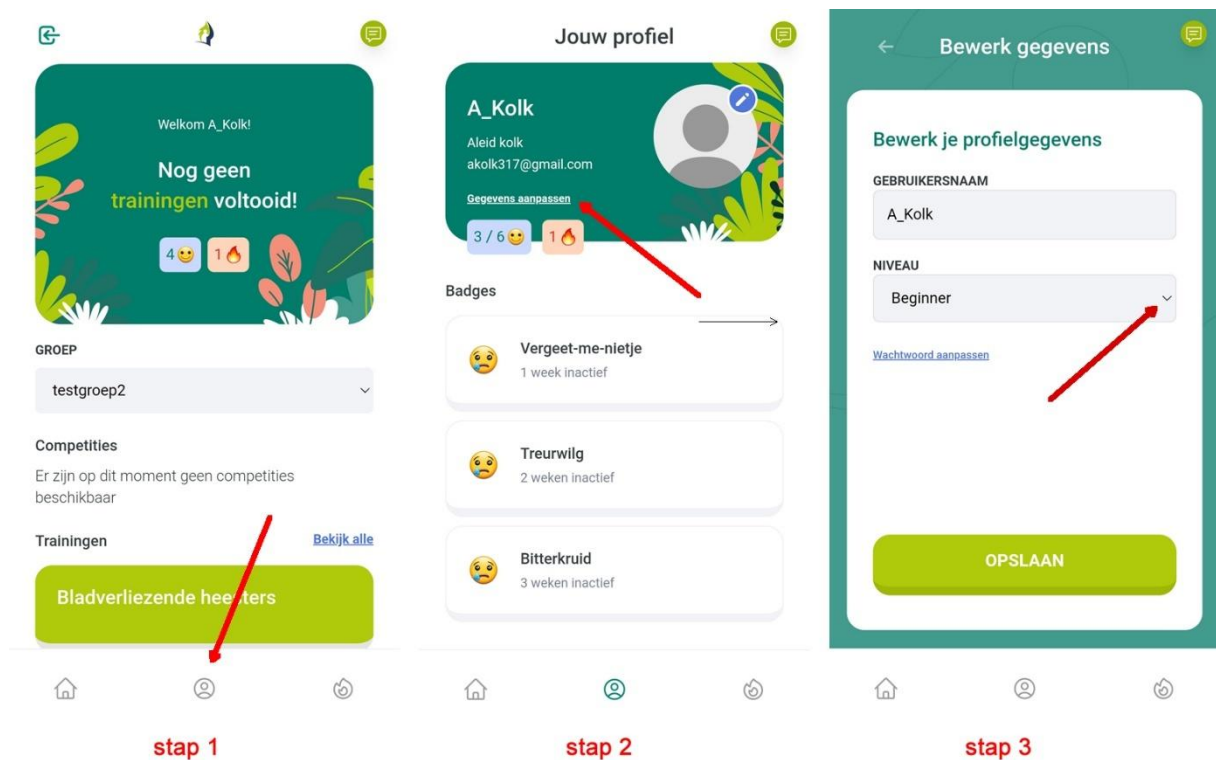 Welkom A_Kolk!
Nog geen
trainingen voltooid!
4
1
GROEP
testgroep2
Competities
Er zijn op dit moment geen competities
beschikbaar
Trainingen
Bekijk alle
Bladverliezende heesters
stap 1
Jouw profiel
A_Kolk
Aleid kolk
akolk317@gmail.com
Gegevens aanpassen
3 / 6
1
Badges
Vergeet-me-nietje
1 week inactief
Treurwilg
2 weken inactief
Bitterkruid
3 weken inactief
stap 2
Bewerk gegevens
Bewerk je profielgegevens
GEBRUIKERSNAAM
A_Kolk
NIVEAU
Beginner
Wachtwoord aanpassen
OPSLAAN
stap 3